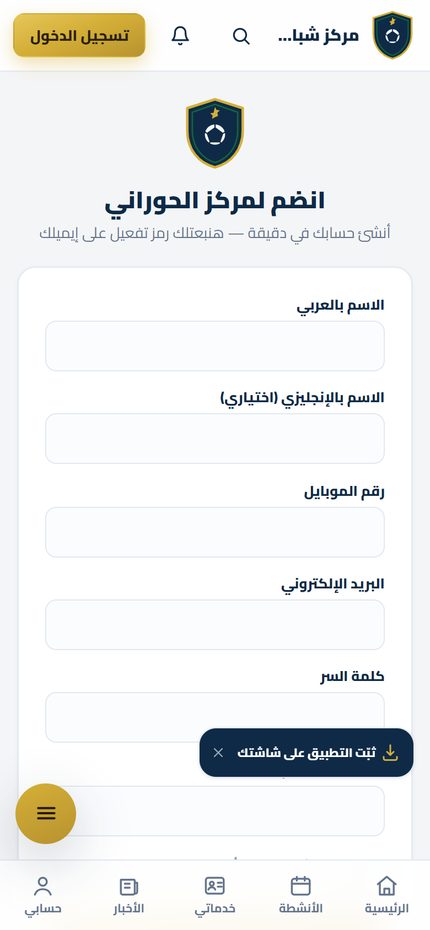 مركز شبا...
تسجيل الدخول
انضم لمركز الحوراني
أنشئ حسابك في دقيقة — هنبعتلك رمز تفعيل على إيميلك
الاسم بالعربي
الاسم بالإنجليزي (اختياري)
رقم الموبايل
البريد الإلكتروني
كلمة السر
ثبّت التطبيق على شاشتك
الرئيسية
الأنشطة
خدماتي
الأخبار
حسابي